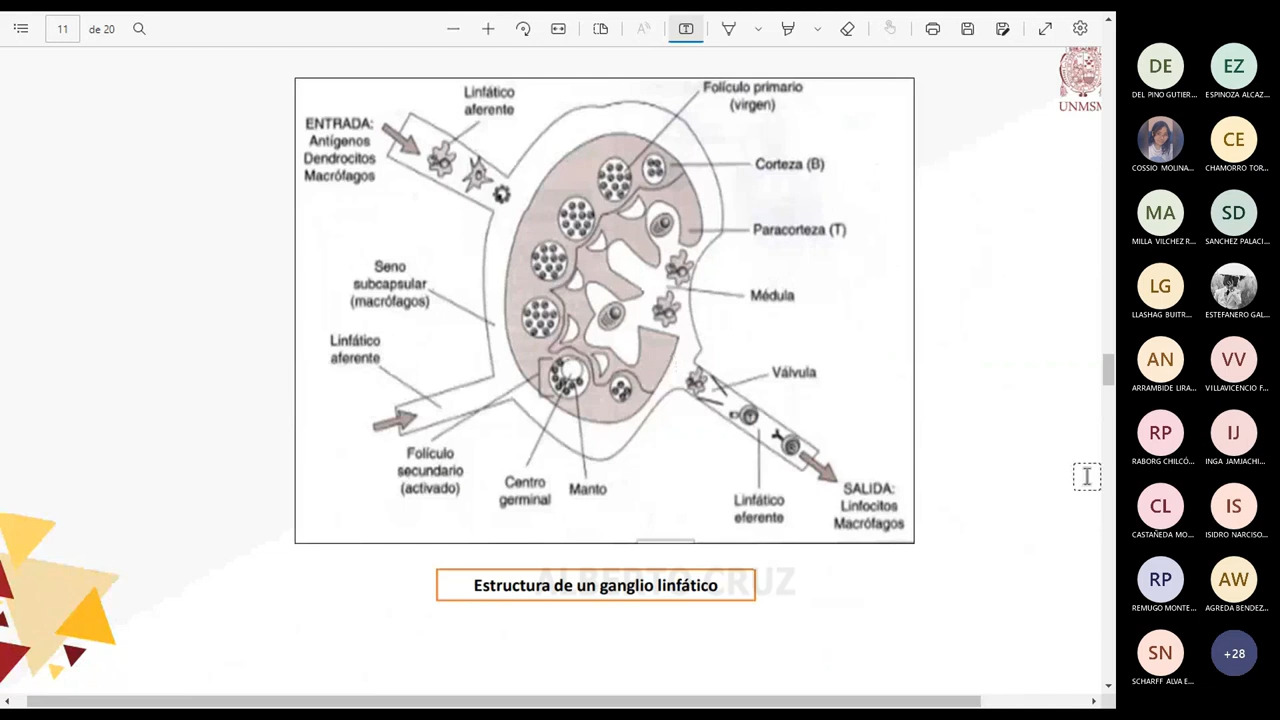 11
de 20
UNMSM
Linfático
aferente
Folículo primario
(virgen)
ENTRADA:
Antígenos
Dendrocitos
Macrófagos
Corteza (B)
Paracorteza (T)
Seno
subcapsular
(macrófagos)
Médula
Linfático
aferente
Válvula
Folículo
secundario
(activado)
Centro
germinal
Manto
Linfático
eferente
SALIDA:
Linfocitos
Macrófagos
ALBERTO CRUZ
Estructura de un ganglio linfático
DE
EZ
DEL PINO GUTIER...
ESPINOZA ALCAZ...
CE
COSSIO MOLINA...
CHAMORRO TOR...
MA
SD
MILLA VILCHEZ R...
SANCHEZ PALACI...
LG
LLASHAG BUITR...
ESTEFANERO GAL...
AN
VV
ARRAMBIDE LIRA...
VILLAVICENCIO F...
RP
IJ
RABORG CHILCÓ...
INGA JAMJACHI...
CL
IS
CASTAÑEDA MO...
ISIDRO NARCISO...
RP
AW
REMUGO MONTE...
AGREDA BENDEZ...
SN
+28
SCHARFF ALVA E...